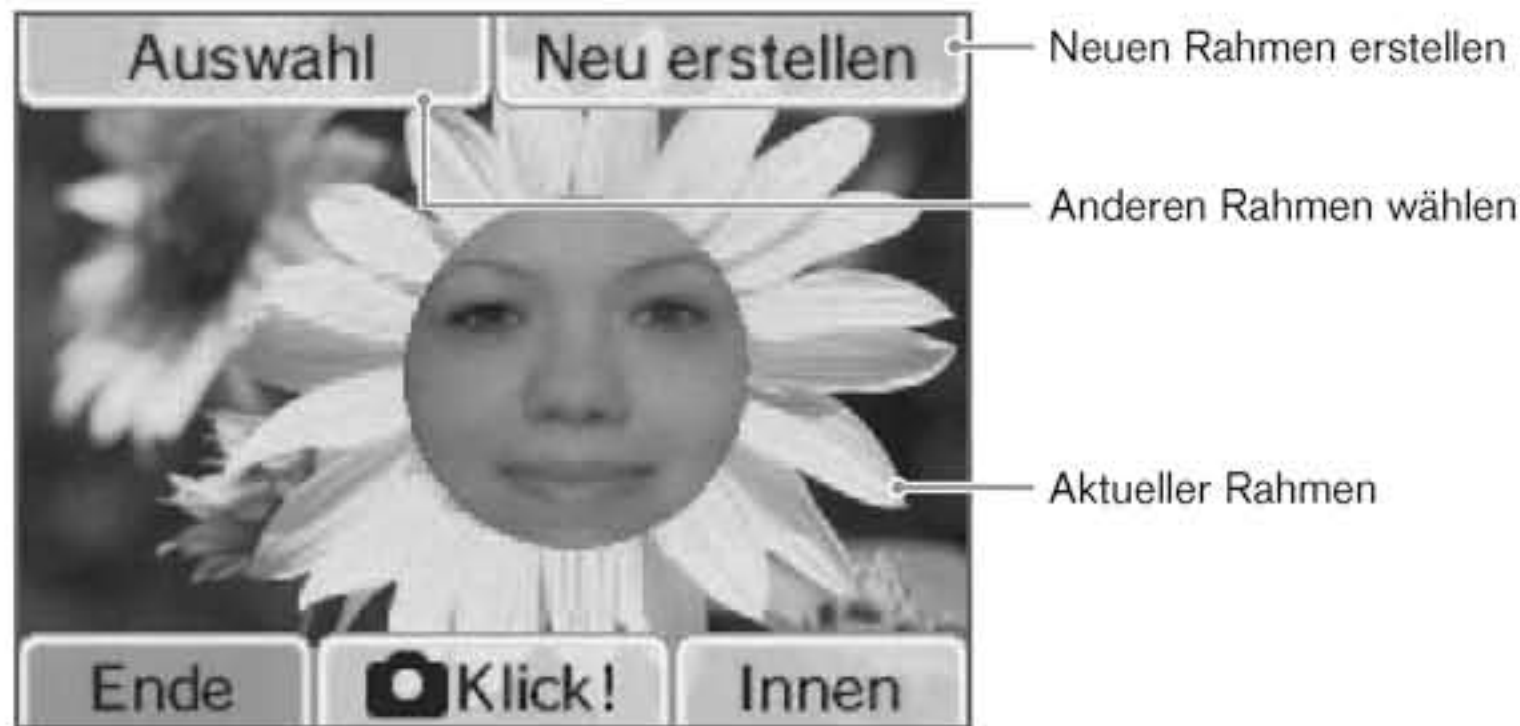 Auswahl
Neu erstellen
Neuen Rahmen erstellen
Anderen Rahmen wählen
Aktueller Rahmen
Ende
Klick!
Innen